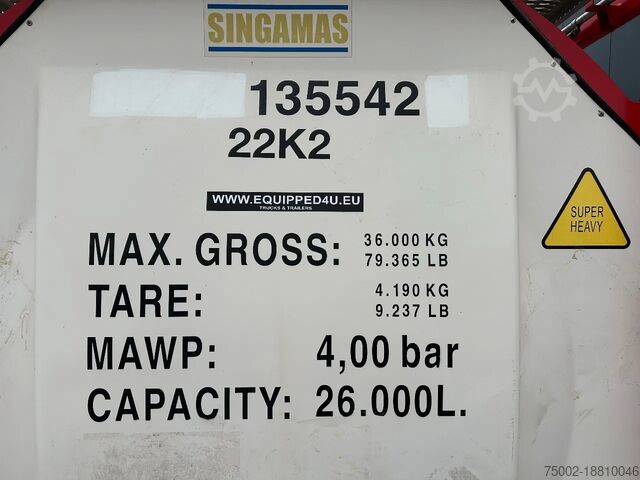 SINGAMAS
135542
22K2
WWW.EQUIPPED4U.EU
TRUCKS & TRAILERS
SUPER
HEAVY
MAX. GROSS: 36.000 KG
79.365 LB
TARE: 4.190 KG
9.237 LB
MAWP: 4,00 bar
CAPACITY: 26.000L.
75002-18810046